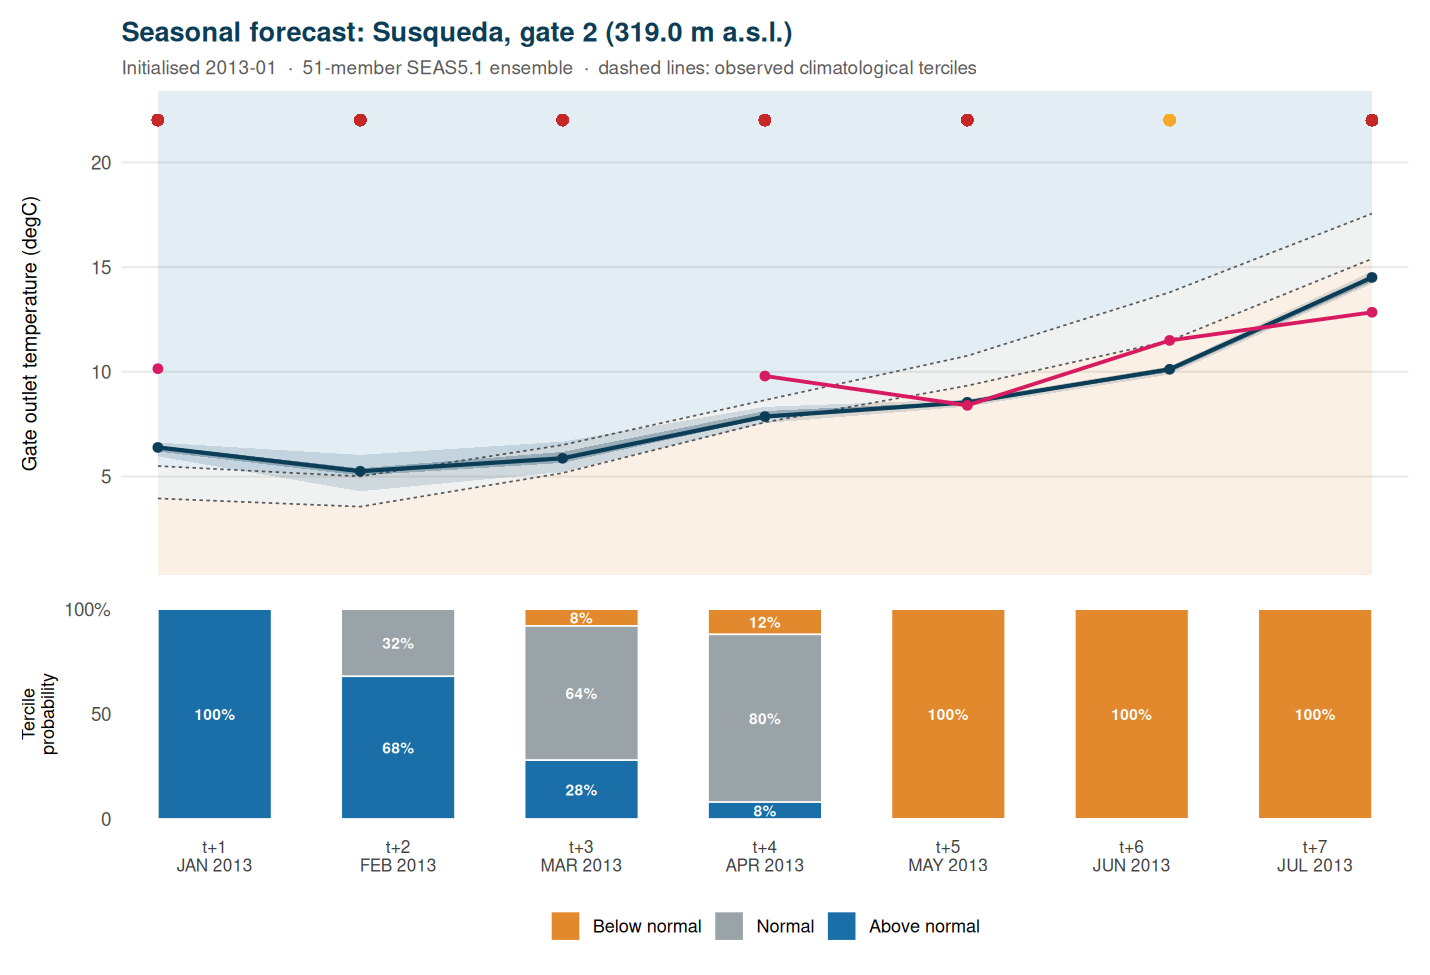 Seasonal forecast: Susqueda, gate 2 (319.0 m a.s.l.)
Initialised 2013-01 · 51-member SEAS5.1 ensemble · dashed lines: observed climatological terciles
Gate outlet temperature (degC)
20
15
10
5
Tercile
probability
100%
50
0
100%
32%
68%
8%
64%
28%
12%
80%
8%
100%
100%
100%
t+1
JAN 2013
t+2
FEB 2013
t+3
MAR 2013
t+4
APR 2013
t+5
MAY 2013
t+6
JUN 2013
t+7
JUL 2013
Below normal
Normal
Above normal